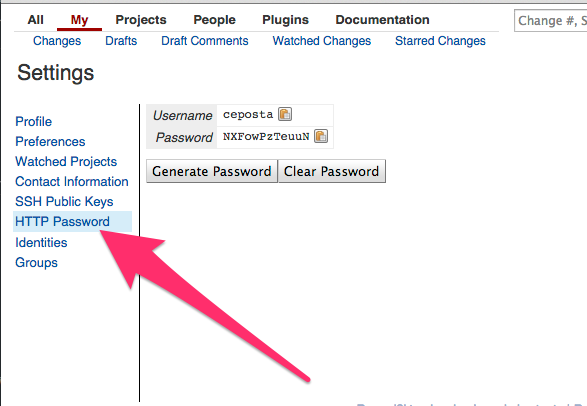 All My Projects People Plugins Documentation
Change #, S
Changes Drafts Draft Comments Watched Changes Starred Changes
Settings
Profile
Preferences
Watched Projects
Contact Information
SSH Public Keys
HTTP Password
Identities
Groups
Username ceposta
Password NXFowPzTeuuN
Generate Password Clear Password